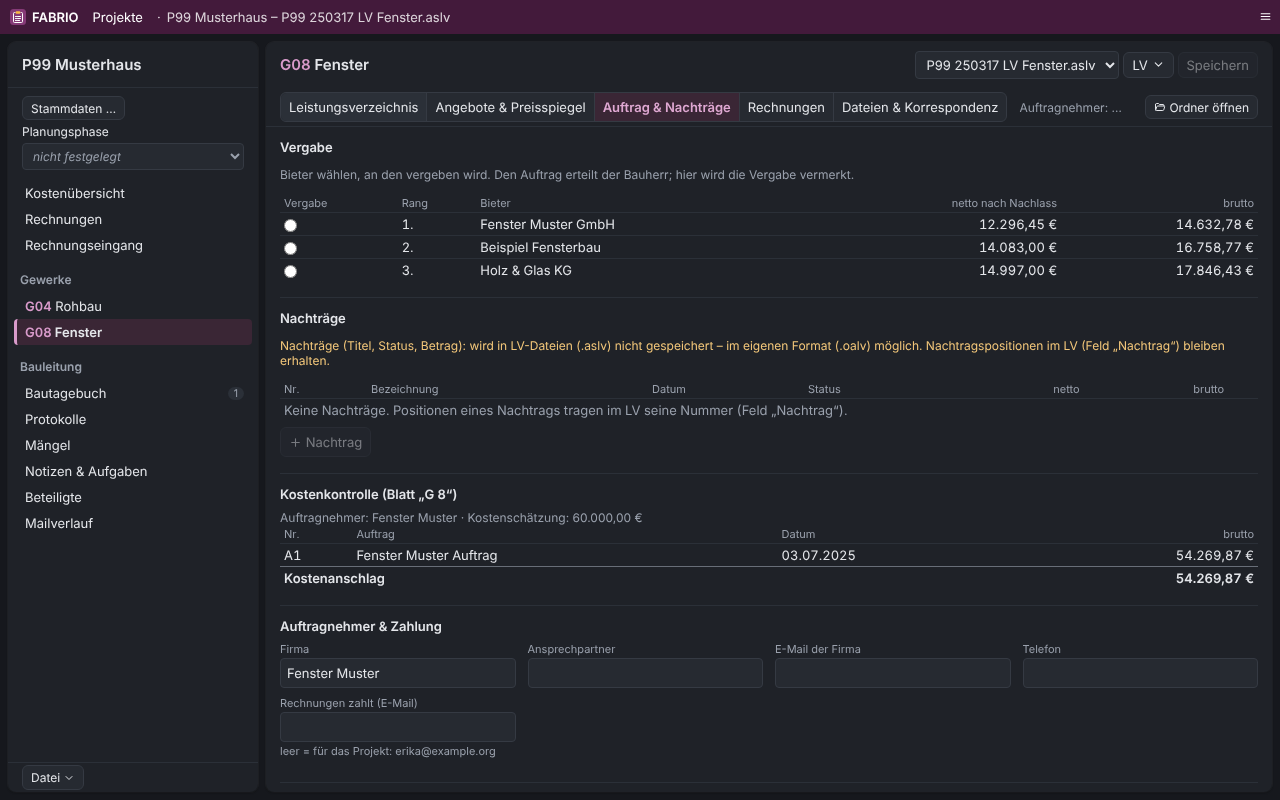 FABRIO Projekte · P99 Musterhaus – P99 250317 LV Fenster.aslv
P99 Musterhaus
Stammdaten ...
Planungsphase
nicht festgelegt
Kostenübersicht
Rechnungen
Rechnungseingang
Gewerke
G04 Rohbau
G08 Fenster
Bauleitung
Bautagebuch 1
Protokolle
Mängel
Notizen & Aufgaben
Beteiligte
Mailverlauf
Datei
G08 Fenster P99 250317 LV Fenster.aslv LV Speichern
Leistungsverzeichnis Angebote & Preisspiegel Auftrag & Nachträge Rechnungen Dateien & Korrespondenz Auftragnehmer: ... Ordner öffnen
Vergabe
Bieter wählen, an den vergeben wird. Den Auftrag erteilt der Bauherr; hier wird die Vergabe vermerkt.
Vergabe Rang Bieter netto nach Nachlass brutto
1. Fenster Muster GmbH 12.296,45 € 14.632,78 €
2. Beispiel Fensterbau 14.083,00 € 16.758,77 €
3. Holz & Glas KG 14.997,00 € 17.846,43 €
Nachträge
Nachträge (Titel, Status, Betrag): wird in LV-Dateien (.aslv) nicht gespeichert – im eigenen Format (.oalv) möglich. Nachtragspositionen im LV (Feld „Nachtrag“) bleiben
erhalten.
Nr. Bezeichnung Datum Status netto brutto
Keine Nachträge. Positionen eines Nachtrags tragen im LV seine Nummer (Feld „Nachtrag“).
+ Nachtrag
Kostenkontrolle (Blatt „G 8“)
Auftragnehmer: Fenster Muster · Kostenschätzung: 60.000,00 €
Nr. Auftrag Datum brutto
A1 Fenster Muster Auftrag 03.07.2025 54.269,87 €
Kostenanschlag 54.269,87 €
Auftragnehmer & Zahlung
Firma Ansprechpartner E-Mail der Firma Telefon
Fenster Muster
Rechnungen zahlt (E-Mail)
leer = für das Projekt: erika@example.org